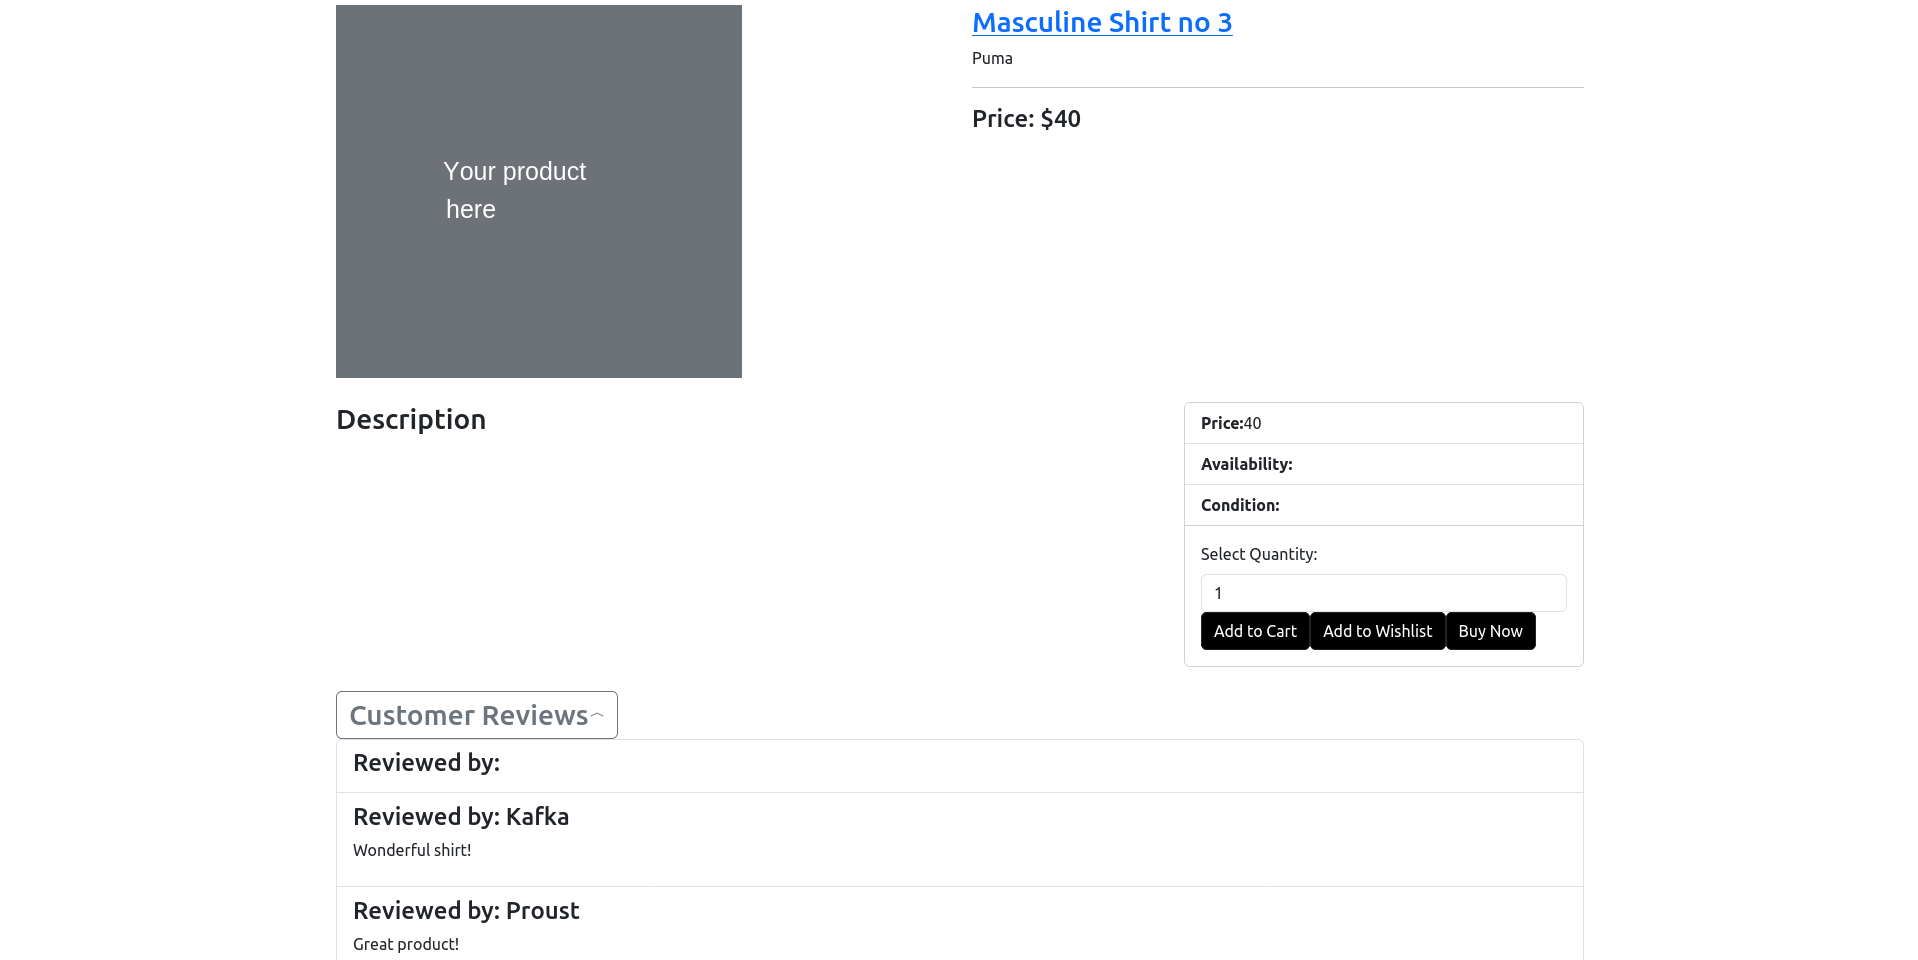 Your product
here
Masculine Shirt no 3
Puma
Price: $40
Description
Price:40
Availability:
Condition:
Select Quantity:
1
Add to Cart Add to Wishlist Buy Now
Customer Reviews
Reviewed by:
Reviewed by: Kafka
Wonderful shirt!
Reviewed by: Proust
Great product!